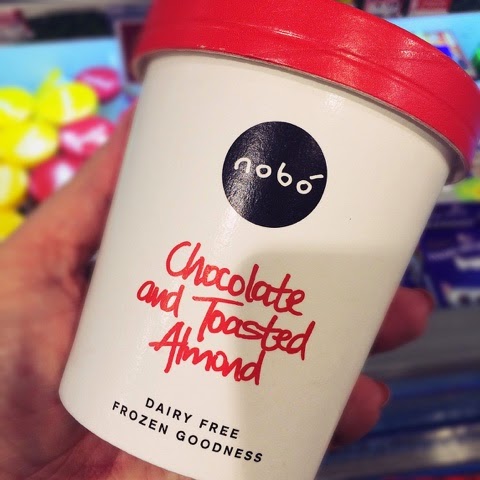 nobó
Chocolate
and Toasted
Almond
DAIRY FREE
FROZEN GOODNESS